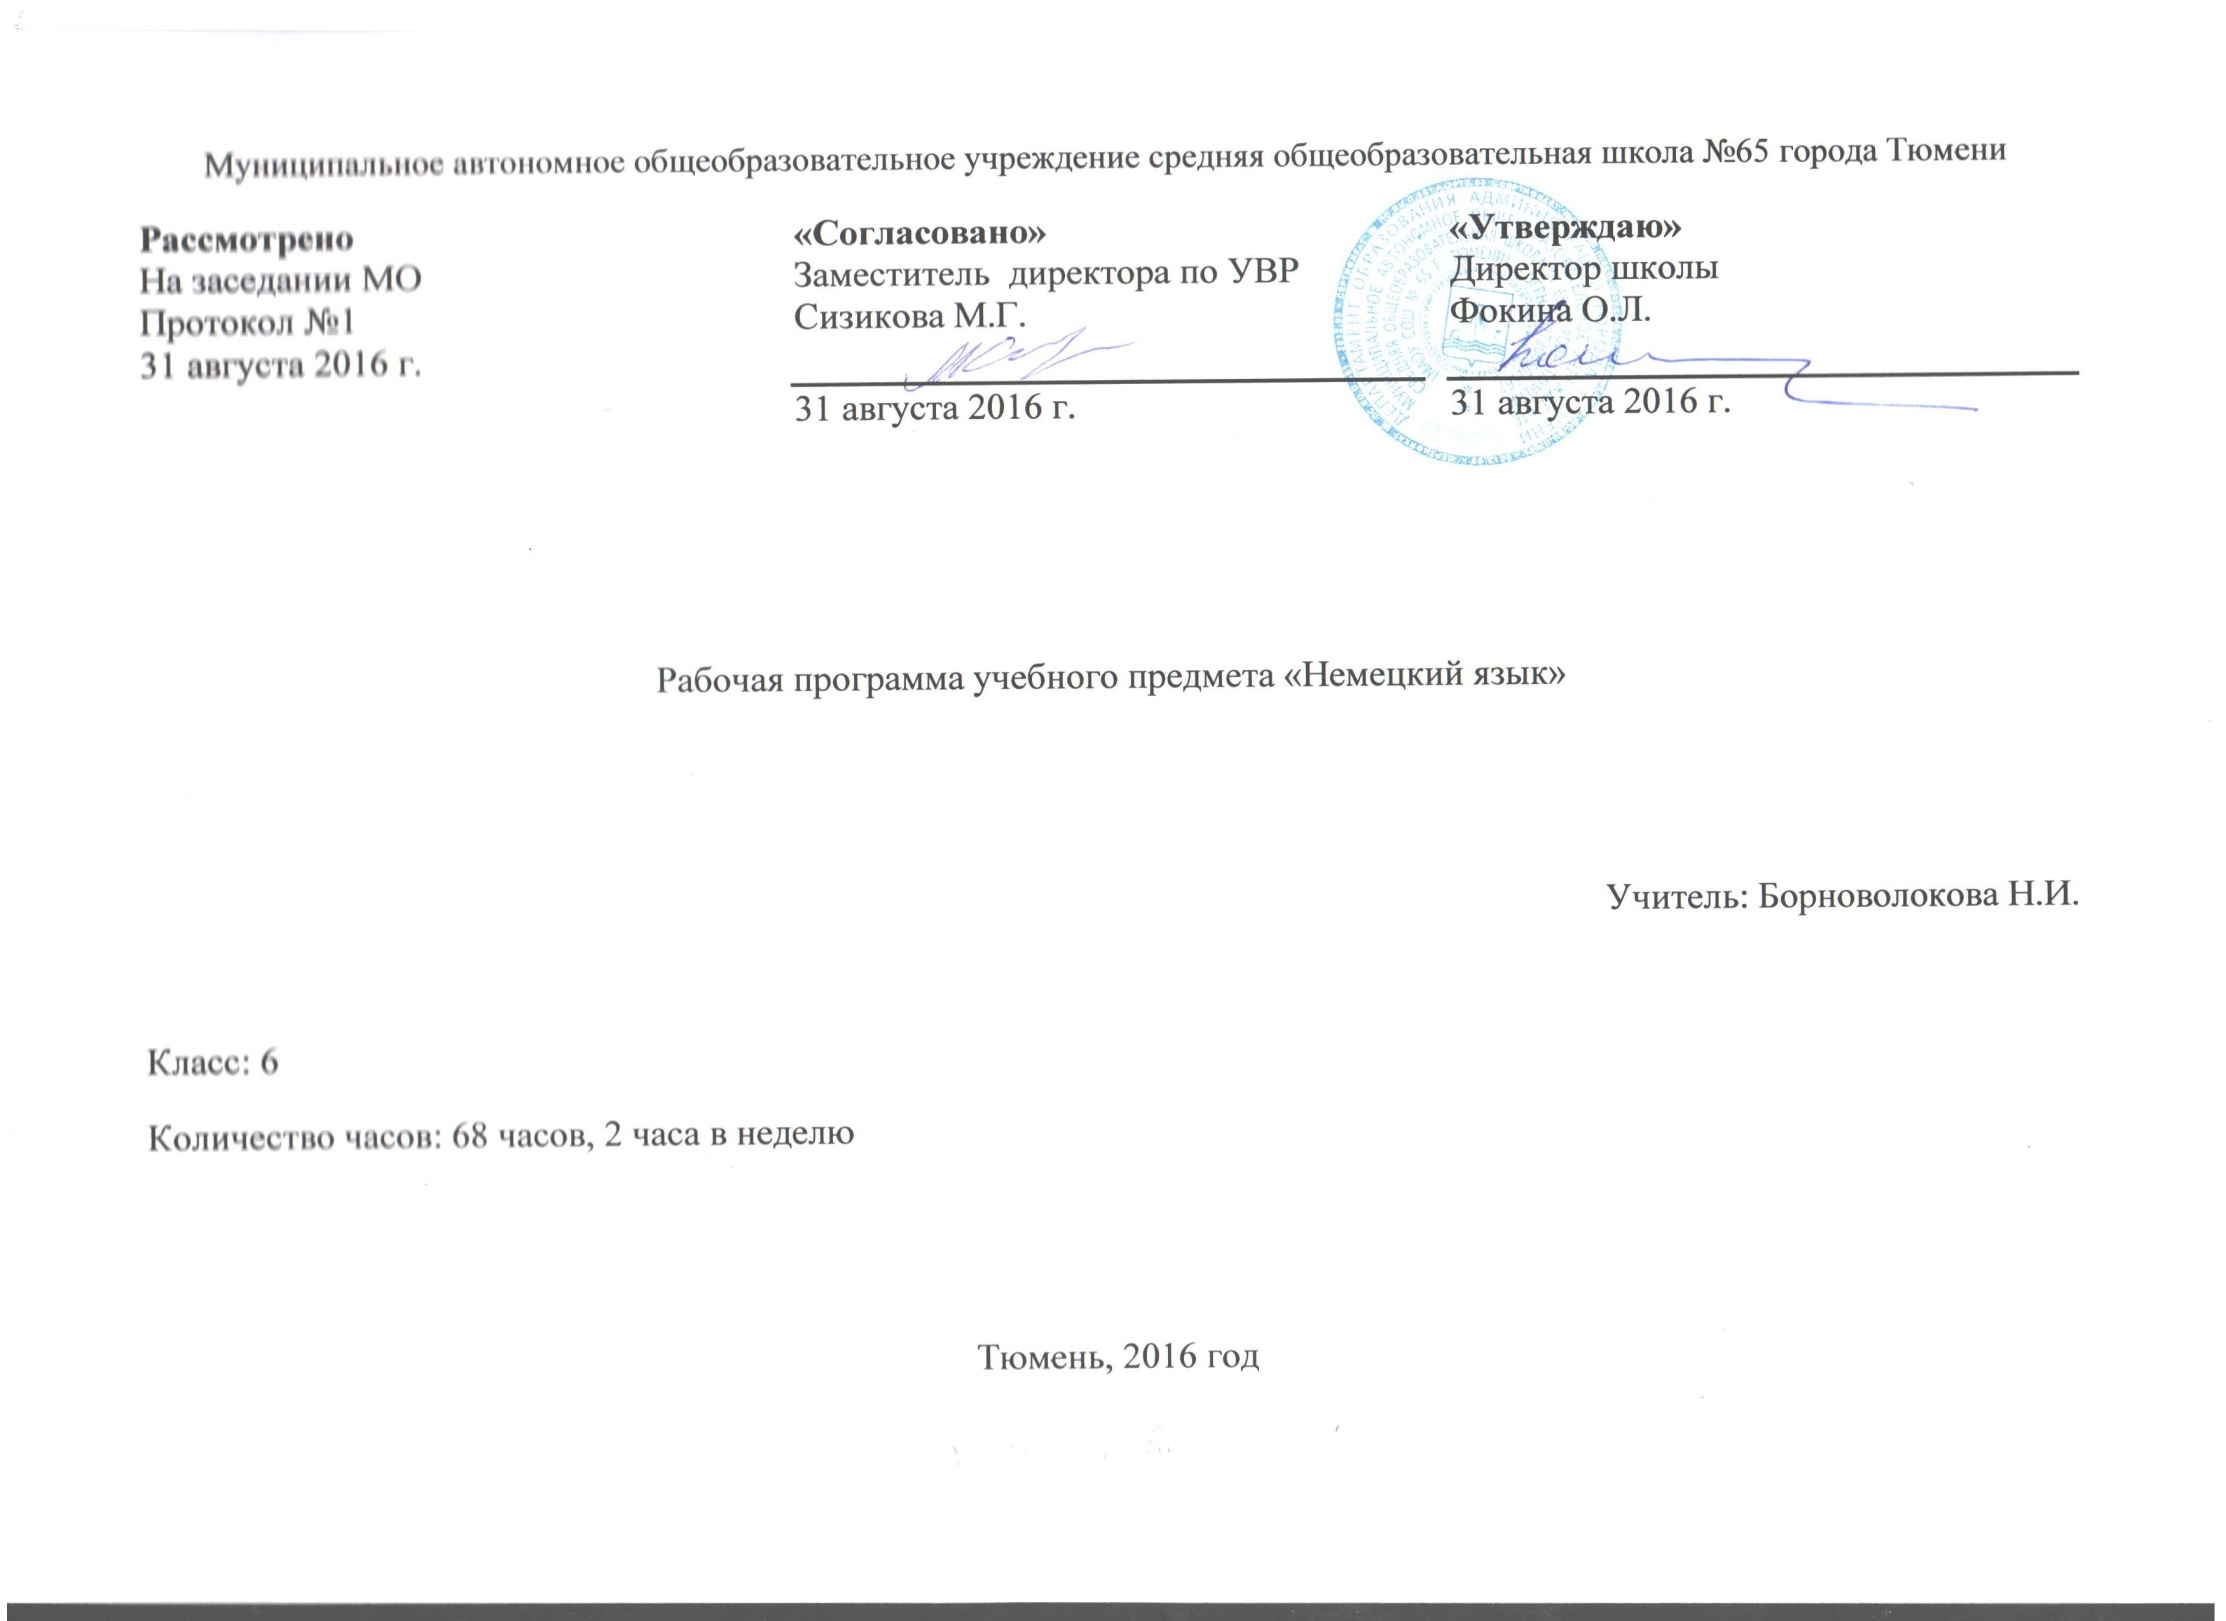 Муниципальное автономное общеобразовательное учреждение средняя общеобразовательная школа №65 города Тюмени
Рассмотрено
На заседании МО
Протокол №1
31 августа 2016 г.
«Согласовано»
Заместитель директора по УВР
Сизикова М.Г.
31 августа 2016 г.
«Утверждаю»
Директор школы
Фокина О.Л.
31 августа 2016 г.
Рабочая программа учебного предмета «Немецкий язык»
Учитель: Борноволокова Н.И.
Класс: 6
Количество часов: 68 часов, 2 часа в неделю
Тюмень, 2016 год